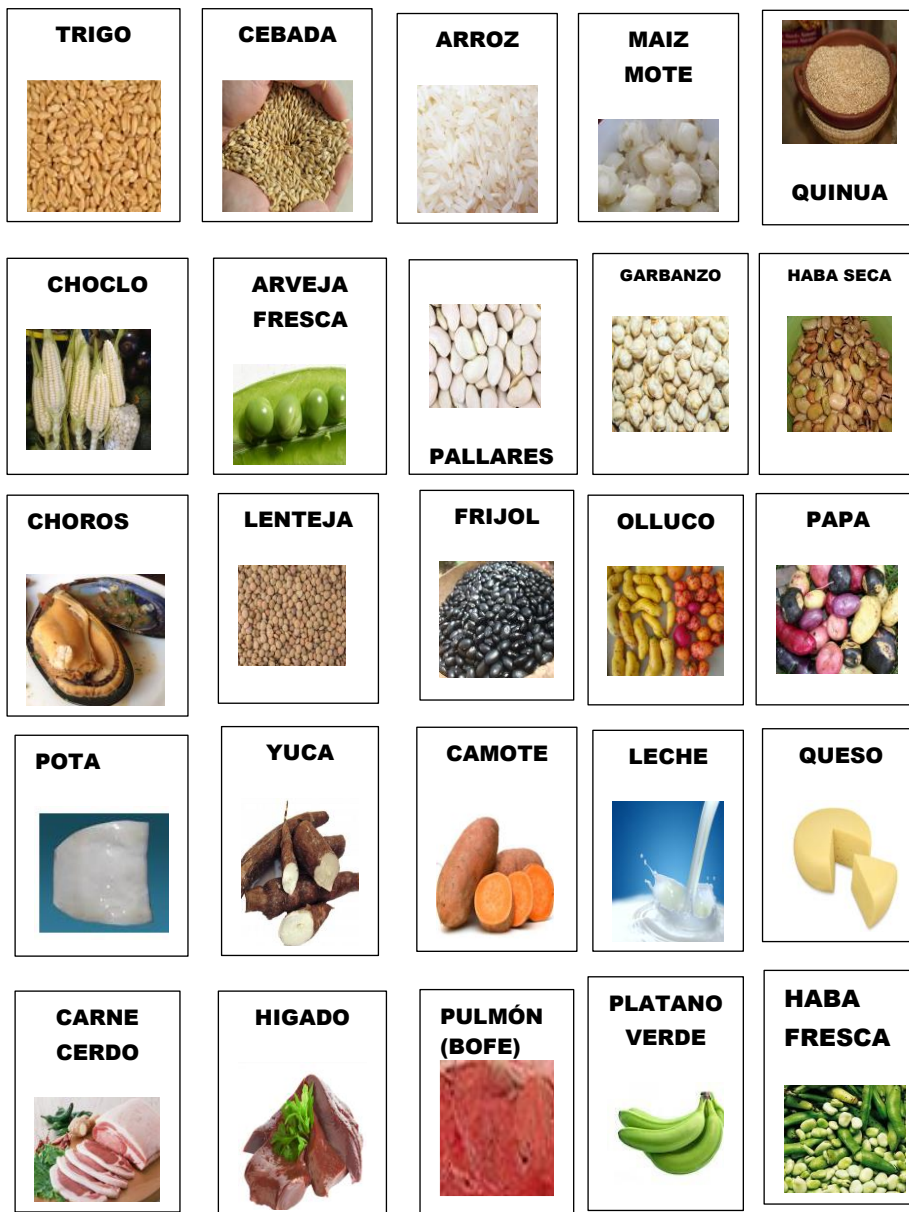 TRIGO
CEBADA
ARROZ
MAIZ
MOTE
QUINUA
CHOCLO
ARVEJA
FRESCA
PALLARES
GARBANZO
HABA SECA
CHOROS
LENTEJA
FRIJOL
OLLUCO
PAPA
POTA
YUCA
CAMOTE
LECHE
QUESO
CARNE
CERDO
HIGADO
PULMÓN
(BOFE)
PLATANO
VERDE
HABA
FRESCA